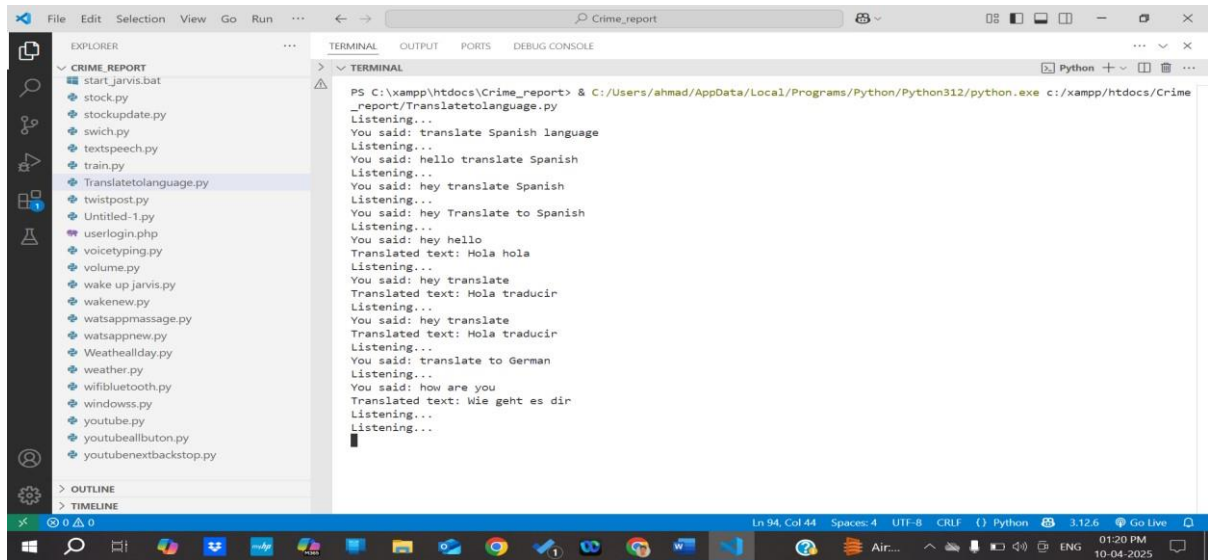 File Edit Selection View Go Run ... Crime_report
EXPLORER ...
CRIME_REPORT
start_jarvis.bat
stock.py
stockupdate.py
swich.py
textspeech.py
train.py
Translatetolanguage.py
twistpost.py
Untitled-1.py
userlogin.php
voicetyping.py
volume.py
wake up jarvis.py
wakenew.py
watsappmassage.py
watsappnew.py
Weatheallday.py
weather.py
wifibluetooth.py
windowss.py
youtube.py
youtubeallbuton.py
youtubenextbackstop.py
OUTLINE
TIMELINE
TERMINAL OUTPUT PORTS DEBUG CONSOLE
TERMINAL Python
PS C:\xampp\htdocs\Crime_report> & C:/Users/ahmad/AppData/Local/Programs/Python/Python312/python.exe c:/xampp/htdocs/Crime
_report/Translatetolanguage.py
Listening...
You said: translate Spanish language
Listening...
You said: hello translate Spanish
Listening...
You said: hey translate Spanish
Listening...
You said: hey Translate to Spanish
Listening...
You said: hey hello
Translated text: Hola hola
Listening...
You said: hey translate
Translated text: Hola traducir
Listening...
You said: hey translate
Translated text: Hola traducir
Listening...
You said: translate to German
Listening...
You said: how are you
Translated text: Wie geht es dir
Listening...
Listening...
0 0 Ln 94, Col 44 Spaces: 4 UTF-8 CRLF {} Python 3.12.6 Go Live
Air... ENG 01:20 PM
10-04-2025